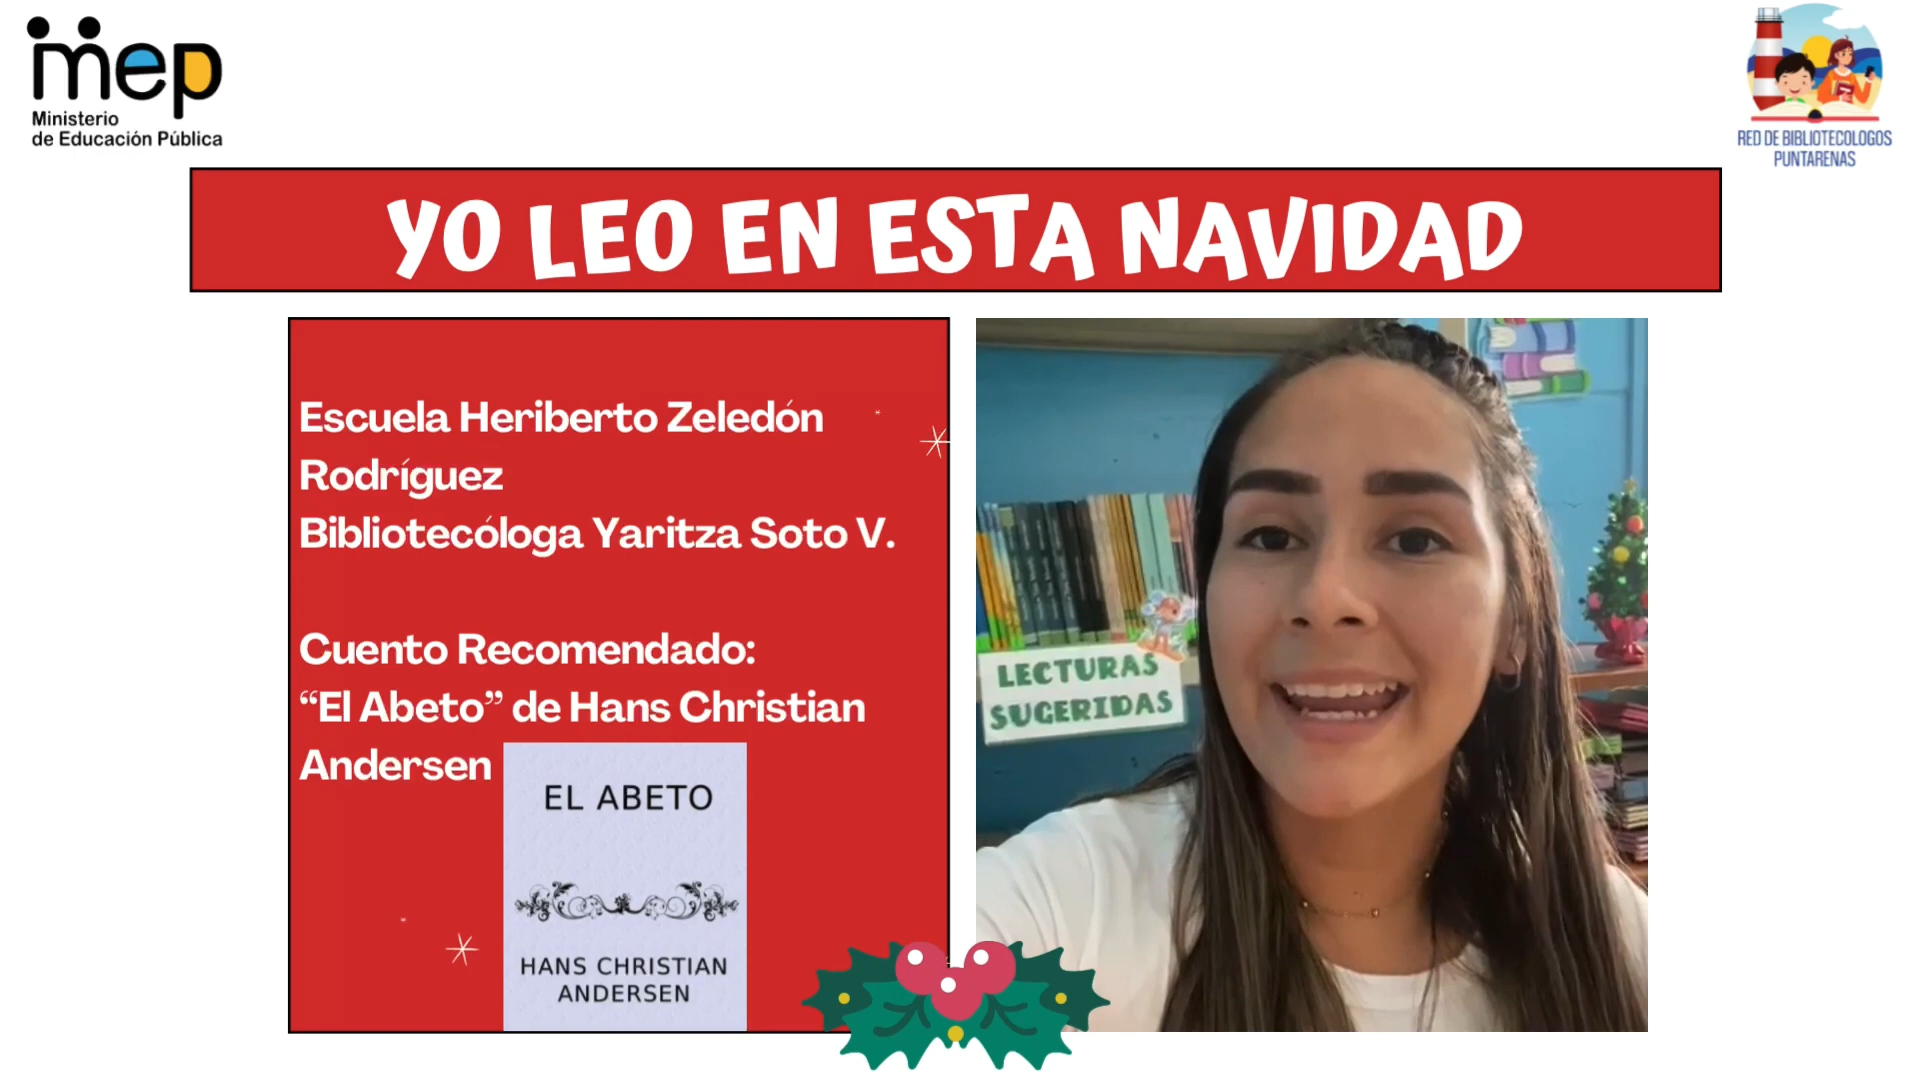 mep
Ministerio
de Educación Pública
RED DE BIBLIOTECOLOGOS
PUNTARENAS
YO LEO EN ESTA NAVIDAD
Escuela Heriberto Zeledón
Rodríguez
Bibliotecóloga Yaritza Soto V.
Cuento Recomendado:
“El Abeto” de Hans Christian
Andersen
EL ABETO
HANS CHRISTIAN
ANDERSEN
LECTURAS
SUGERIDAS